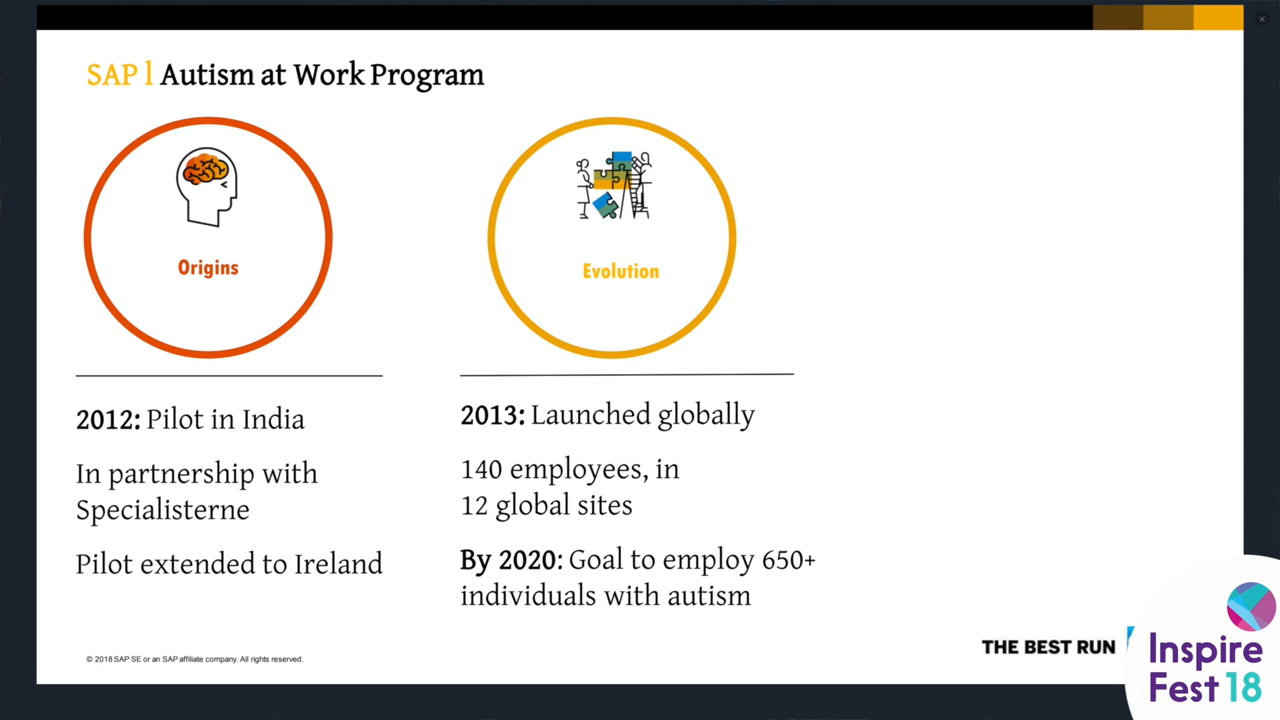 SAP l Autism at Work Program
Origins
2012: Pilot in India
In partnership with
Specialisterne
Pilot extended to Ireland
Evolution
2013: Launched globally
140 employees, in
12 global sites
By 2020: Goal to employ 650+
individuals with autism
© 2018 SAP SE or an SAP affiliate company. All rights reserved.
THE BEST RUN
Inspire
Fest 18